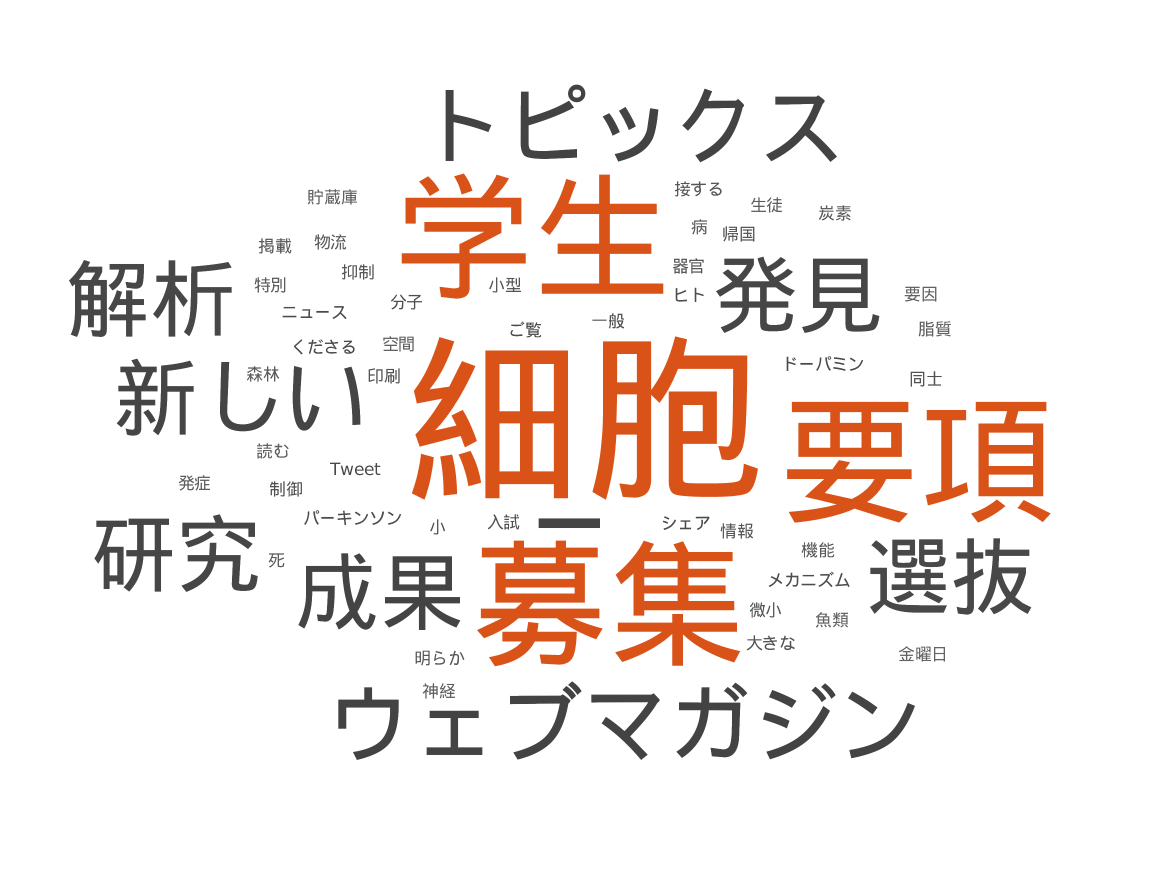 トピックス
学生
接する
貯蔵庫
生徒
炭素
病
帰国
掲載
物流
解析
発見
抑制
器官
特別
小型
ヒト
要因
分子
ニュース
一般
ご覧
脂質
くださる
空間
細胞
ドーパミン
新しい
森林
印刷
同士
要項
読む
Tweet
発症
制御
パーキンソン
小
入試
ー
シェア
情報
研究
機能
選抜
死
成果
募集
メカニズム
微小
魚類
大きな
明らか
金曜日
神経
ウェブマガジン